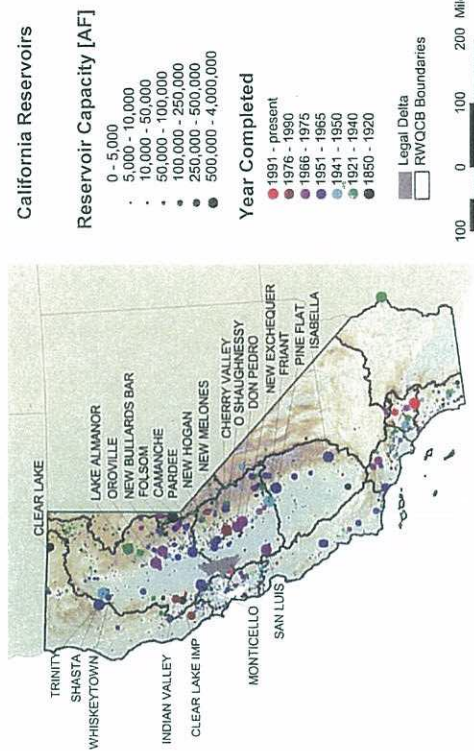 California Reservoirs
Reservoir Capacity [AF]
0 - 5,000
5,000 - 10,000
10,000 - 50,000
50,000 - 100,000
100,000 - 250,000
250,000 - 500,000
500,000 - 4,000,000
Year Completed
1991 - present
1976 - 1990
1966 - 1975
1951 - 1965
1941 - 1950
1921 - 1940
1850 - 1920
Legal Delta
RWQCB Boundaries
100 0 100 200 Mil
CLEAR LAKE
TRINITY
SHASTA
WHISKEYTOWN
LAKE ALMANOR
OROVILLE
NEW BULLARDS BAR
FOLSOM
CAMANCHE
PARDEE
NEW HOGAN
NEW MELONES
CHERRY VALLEY
O SHAUGHNESSY
DON PEDRO
NEW EXCHEQUER
FRIANT
PINE FLAT
ISABELLA
INDIAN VALLEY
CLEAR LAKE IMP
MONTICELLO
SAN LUIS